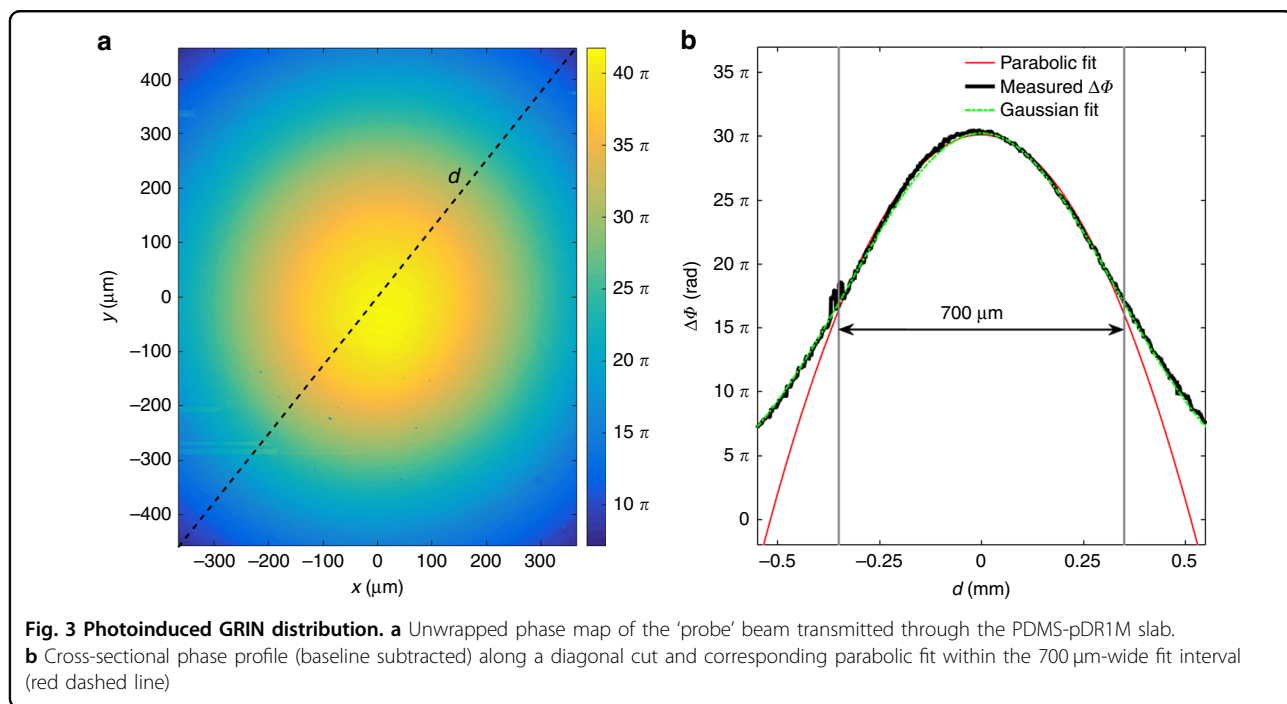 a
400
300
200
100
0
−100
−200
−300
−400
y (μm)
−300 −200 −100 0 100 200 300
x (μm)
d
40 π
35 π
30 π
25 π
20 π
15 π
10 π
b
35 π
30 π
25 π
20 π
15 π
10 π
5 π
0
ΔΦ (rad)
Parabolic fit
Measured ΔΦ
Gaussian fit
700 μm
−0.5 −0.25 0 0.25 0.5
d (mm)
Fig. 3 Photoinduced GRIN distribution. a Unwrapped phase map of the ‘probe’ beam transmitted through the PDMS-pDR1M slab.
b Cross-sectional phase profile (baseline subtracted) along a diagonal cut and corresponding parabolic fit within the 700 μm-wide fit interval
(red dashed line)